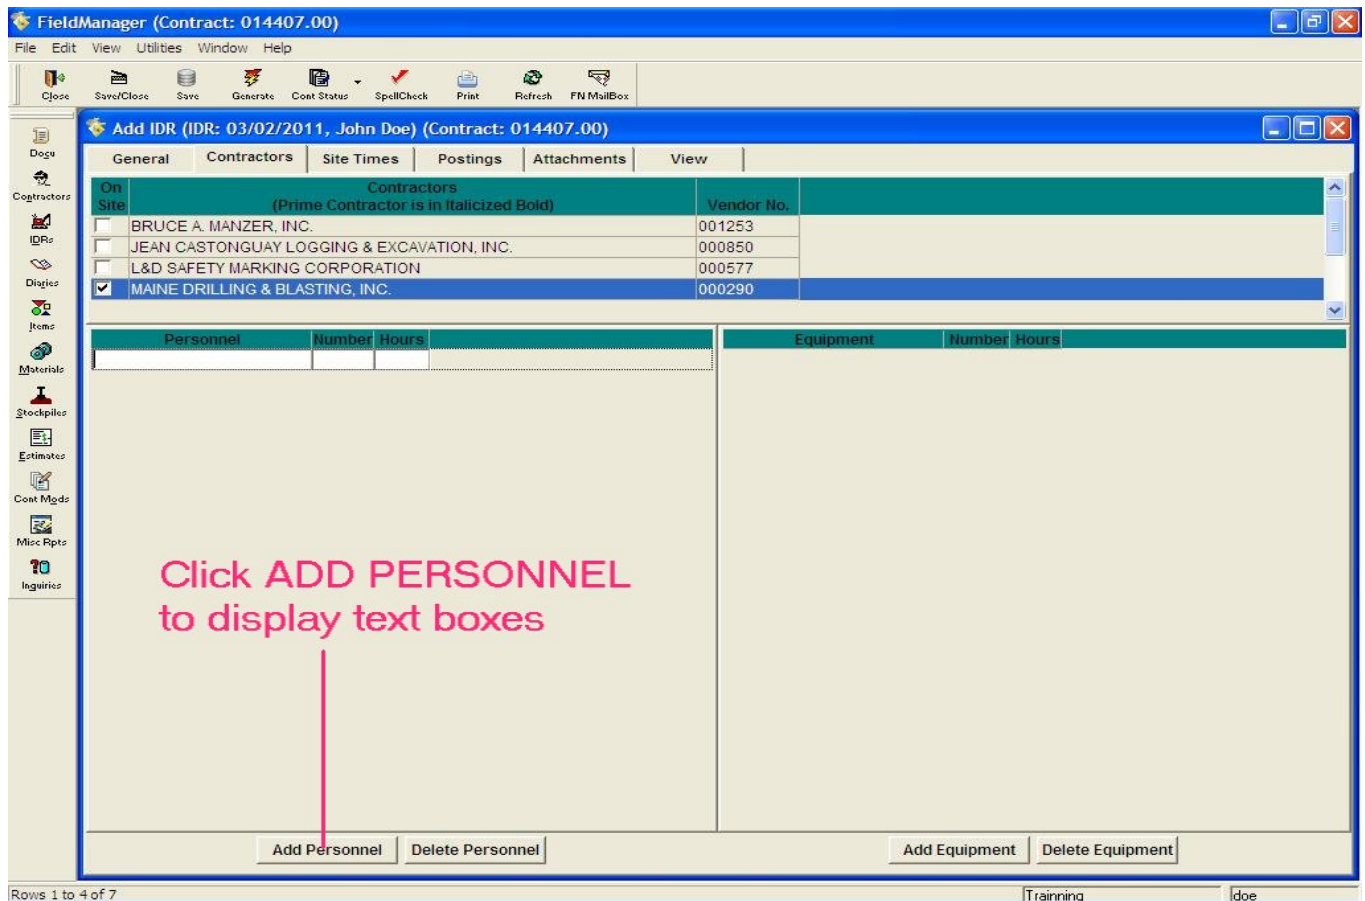 FieldManager (Contract: 014407.00)
File Edit View Utilities Window Help
Close Save/Close Save Generate Cont Status SpellCheck Print Refresh FN MailBox
Add IDR (IDR: 03/02/2011, John Doe) (Contract: 014407.00)
General Contractors Site Times Postings Attachments View
On Site Contractors (Prime Contractor is in Italicized Bold) Vendor No.
BRUCE A. MANZER, INC. 001253
JEAN CASTONGUAY LOGGING & EXCAVATION, INC. 000850
L&D SAFETY MARKING CORPORATION 000577
MAINE DRILLING & BLASTING, INC. 000290
Personnel Number Hours Equipment Number Hours
Docu
Contractors
IDRs
Diaries
Items
Materials
Stockpiles
Estimates
Cont Mods
Misc Rpts
Inquiries
Click ADD PERSONNEL
to display text boxes
Add Personnel Delete Personnel Add Equipment Delete Equipment
Rows 1 to 4 of 7 Trainning doe